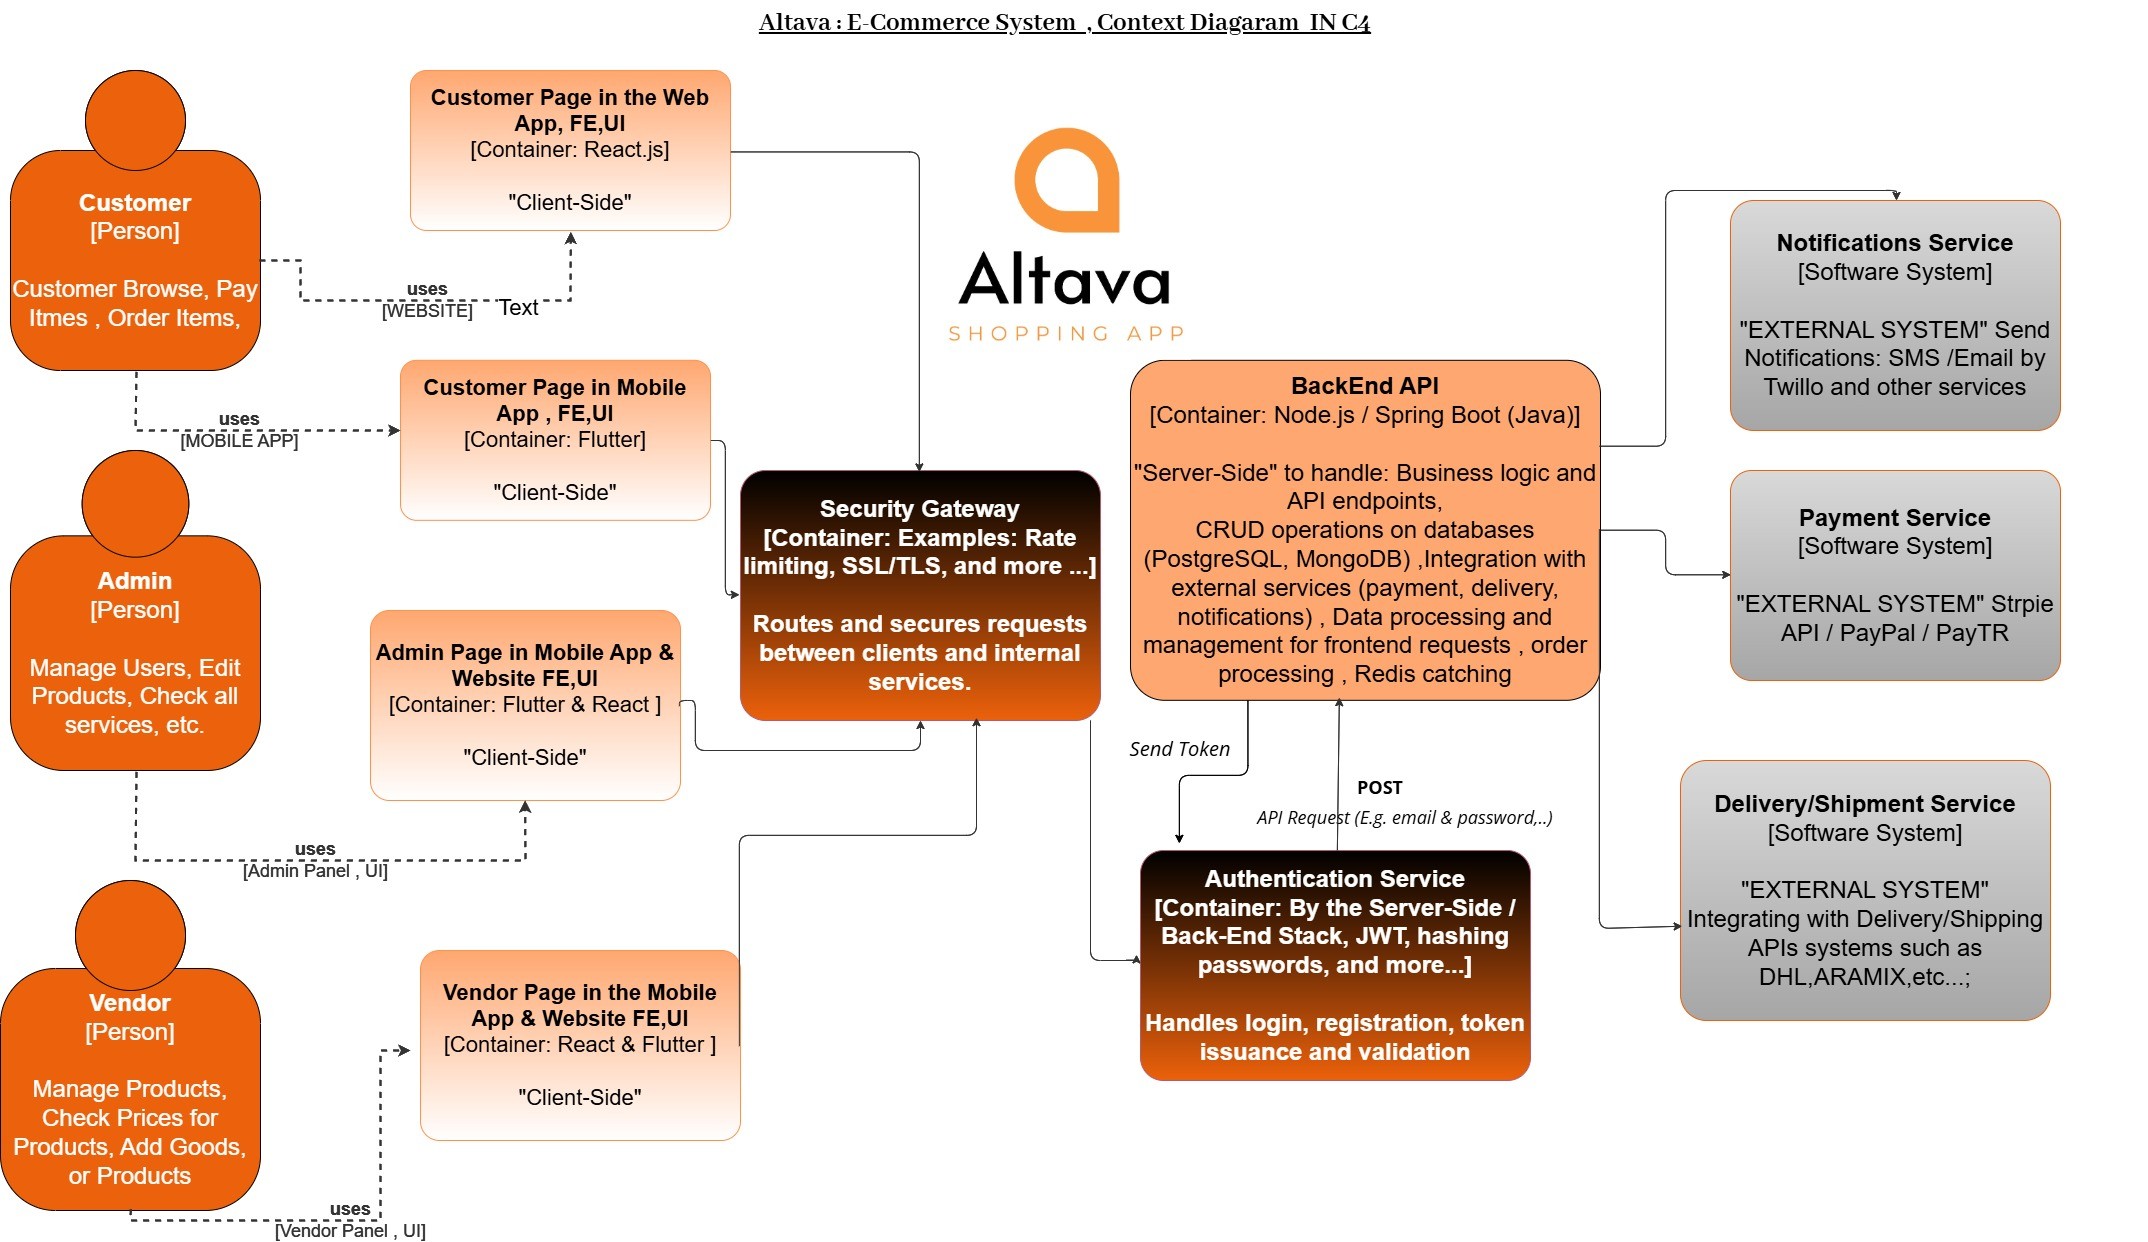 Altava : E-Commerce System , Context Diagaram IN C4
Customer
[Person]
Customer Browse, Pay
Itmes , Order Items,
uses
[WEBSITE]
Text
uses
[MOBILE APP]
Customer Page in the Web
App, FE,UI
[Container: React.js]
"Client-Side"
Customer Page in Mobile
App , FE,UI
[Container: Flutter]
"Client-Side"
Admin
[Person]
Manage Users, Edit
Products, Check all
services, etc.
uses
[Admin Panel , UI]
Admin Page in Mobile App &
Website FE,UI
[Container: Flutter & React ]
"Client-Side"
Vendor
[Person]
Manage Products,
Check Prices for
Products, Add Goods,
or Products
uses
[Vendor Panel , UI]
Vendor Page in the Mobile
App & Website FE,UI
[Container: React & Flutter ]
"Client-Side"
Altava
SHOPPING APP
Security Gateway
[Container: Examples: Rate
limiting, SSL/TLS, and more ...]
Routes and secures requests
between clients and internal
services.
BackEnd API
[Container: Node.js / Spring Boot (Java)]
"Server-Side" to handle: Business logic and
API endpoints,
CRUD operations on databases
(PostgreSQL, MongoDB) ,Integration with
external services (payment, delivery,
notifications) , Data processing and
management for frontend requests , order
processing , Redis catching
Send Token
POST
API Request (E.g. email & password,..)
Authentication Service
[Container: By the Server-Side /
Back-End Stack, JWT, hashing
passwords, and more...]
Handles login, registration, token
issuance and validation
Notifications Service
[Software System]
"EXTERNAL SYSTEM" Send
Notifications: SMS /Email by
Twillo and other services
Payment Service
[Software System]
"EXTERNAL SYSTEM" Strpie
API / PayPal / PayTR
Delivery/Shipment Service
[Software System]
"EXTERNAL SYSTEM"
Integrating with Delivery/Shipping
APIs systems such as
DHL,ARAMIX,etc...;